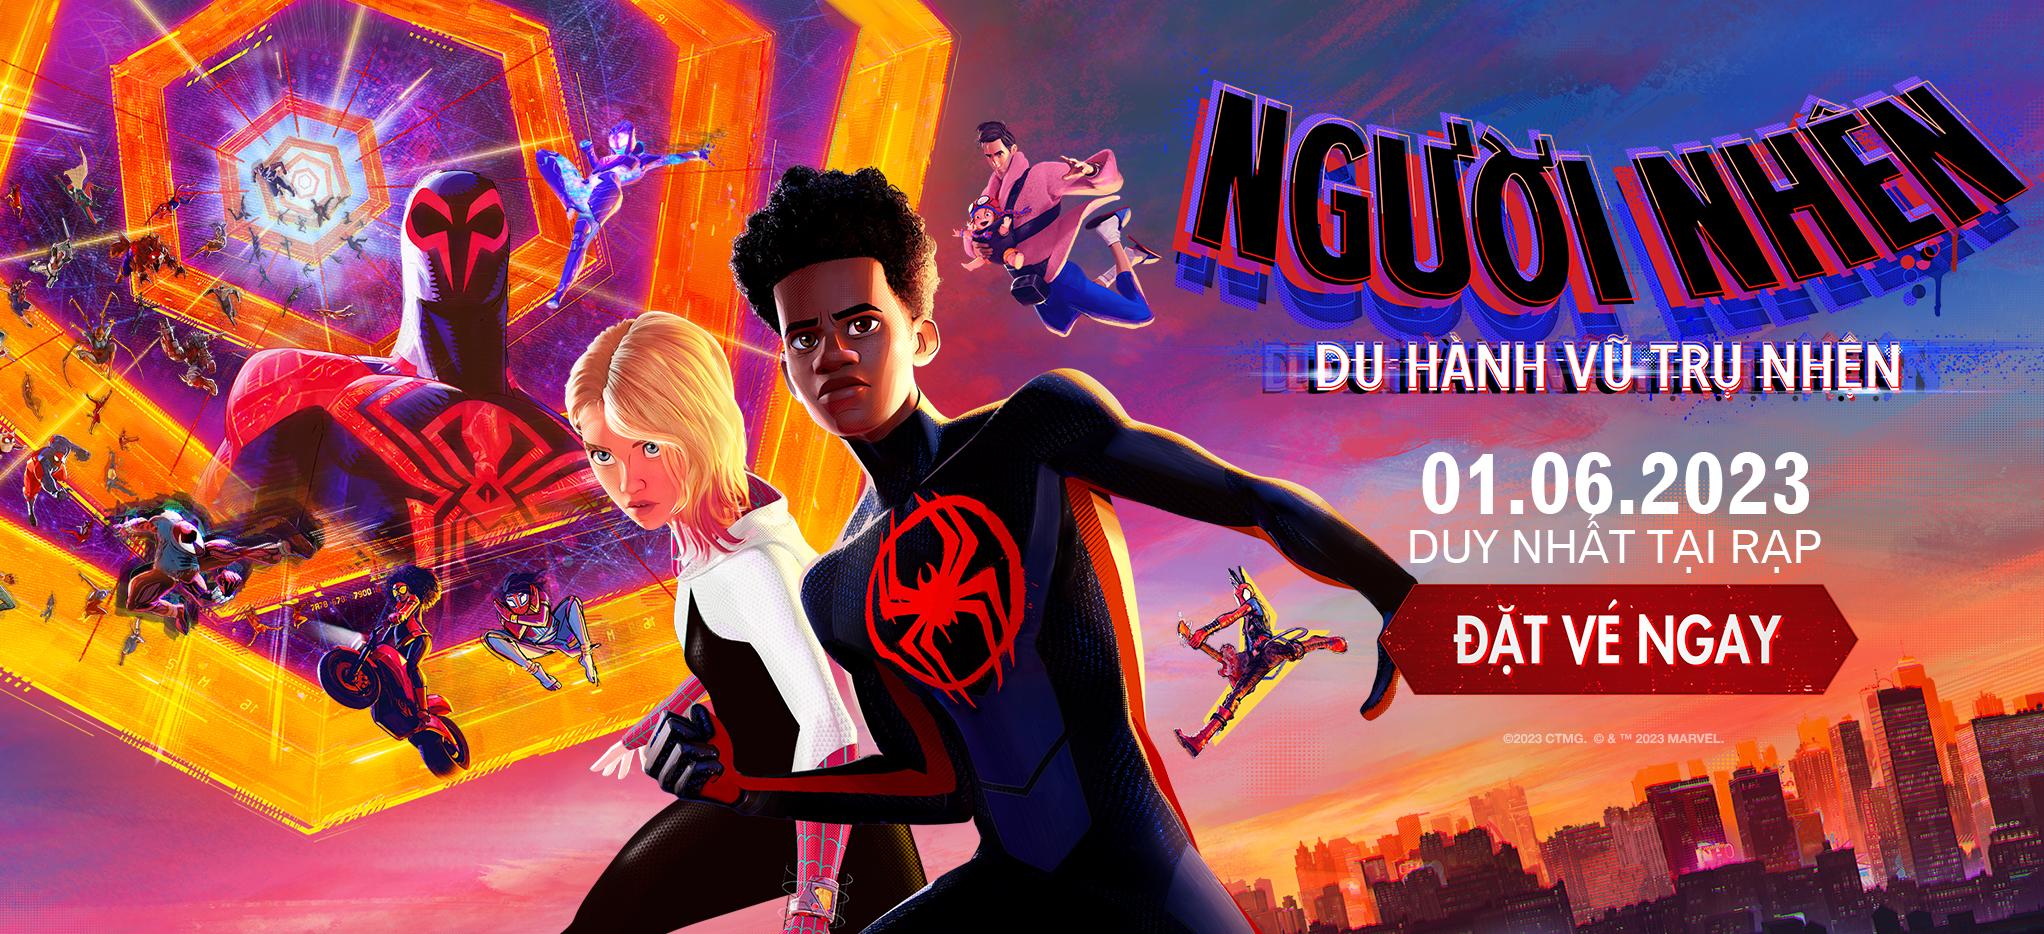 NGƯỜI NHỆN
DU HÀNH VŨ TRỤ NHỆN
01.06.2023
DUY NHẤT TẠI RẠP
ĐẶT VÉ NGAY
©2023 CTMG. © & ™ 2023 MARVEL.